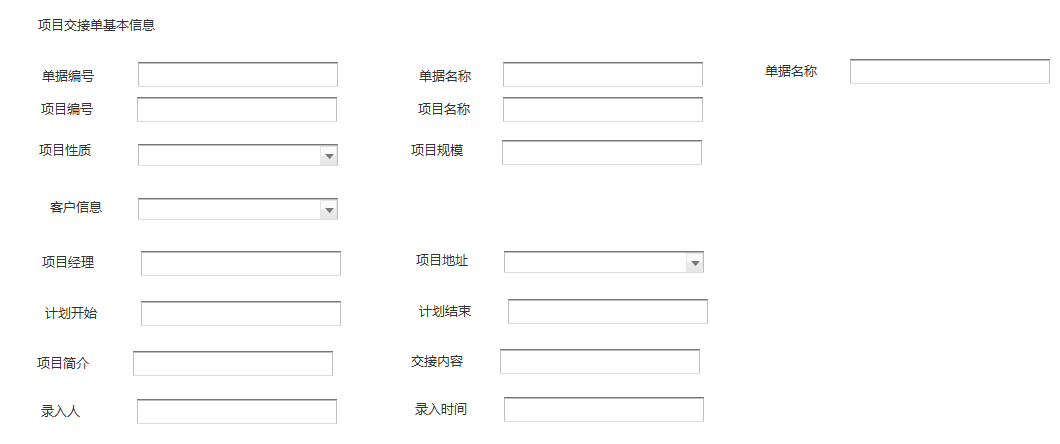 项目交接单基本信息
单据编号 单据名称 单据名称
项目编号 项目名称
项目性质 项目规模
客户信息
项目经理 项目地址
计划开始 计划结束
项目简介 交接内容
录入人 录入时间